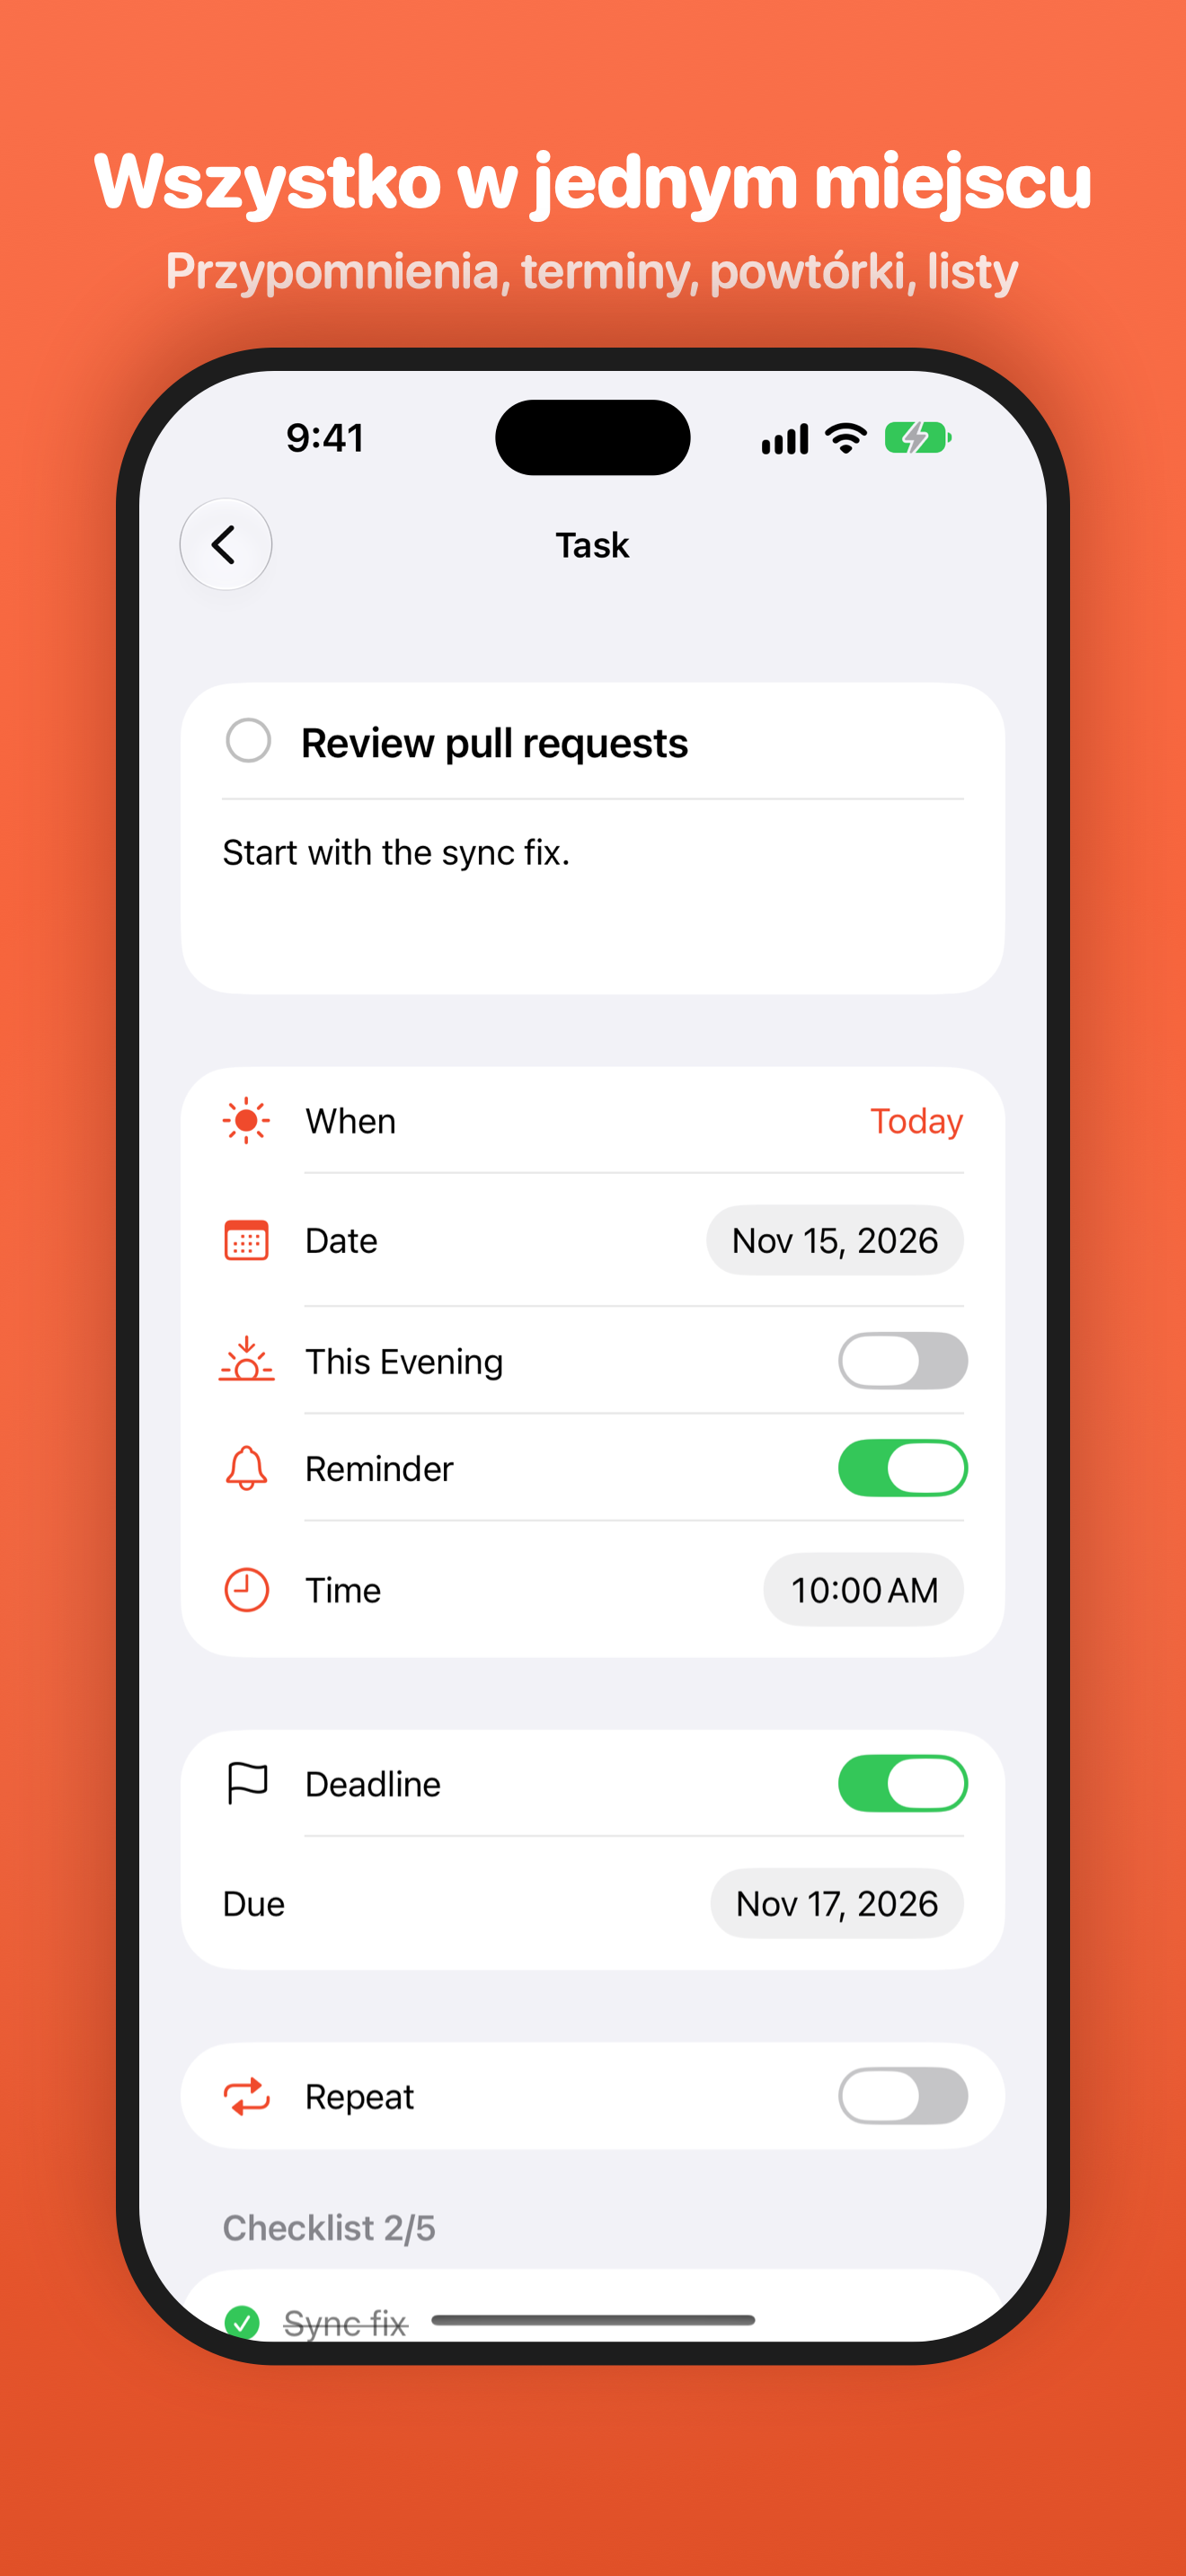 Wszystko w jednym miejscu
Przypomnienia, terminy, powtórki, listy
9:41
Task
Review pull requests
Start with the sync fix.
When Today
Date Nov 15, 2026
This Evening
Reminder
Time 10:00 AM
Deadline
Due Nov 17, 2026
Repeat
Checklist 2/5
Sync fix